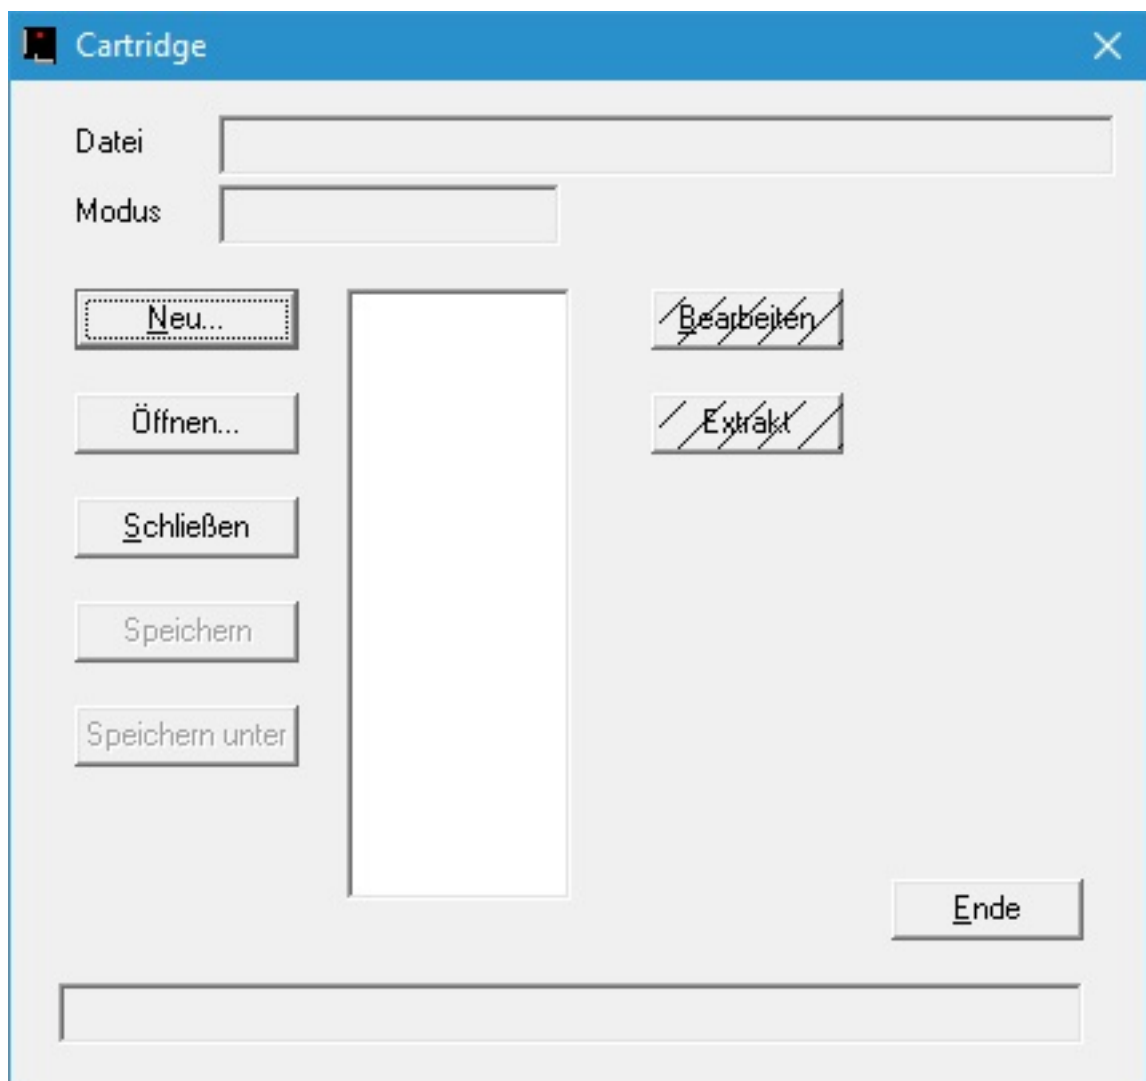 Cartridge
Datei
Modus
Neu...
Bearbeiten
Öffnen...
Extrakt
Schließen
Speichern
Speichern unter
Ende